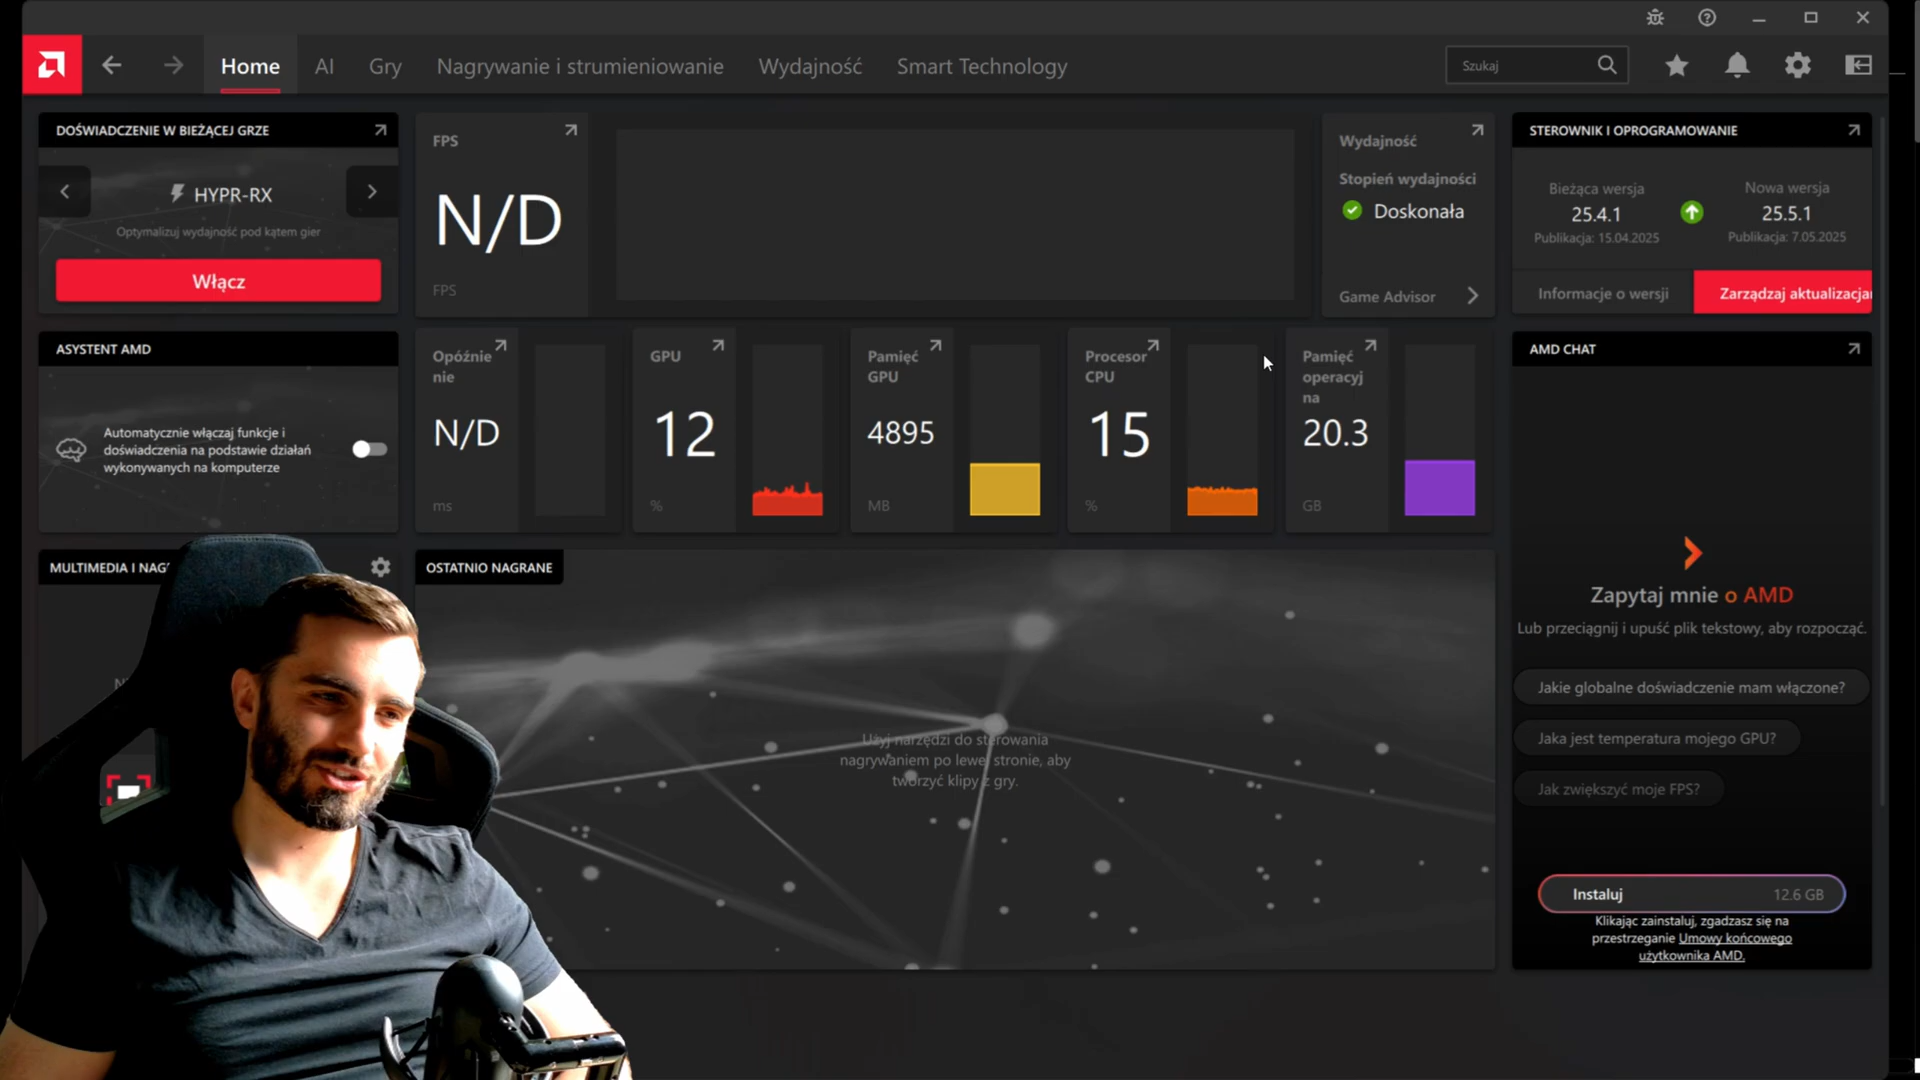 Home
AI
Gry
Nagrywanie i strumieniowanie
Wydajność
Smart Technology
Szukaj
DOŚWIADCZENIE W BIEŻĄCEJ GRZE
HYPR-RX
Optymalizuj wydajność pod kątem gier
Włącz
FPS
N/D
FPS
Wydajność
Stopień wydajności
Doskonała
Game Advisor
STEROWNIK I OPROGRAMOWANIE
Bieżąca wersja
25.4.1
Publikacja: 15.04.2025
Nowa wersja
25.5.1
Publikacja: 7.05.2025
Informacje o wersji
Zarządzaj aktualizacja
ASYSTENT AMD
Automatycznie włączaj funkcje i
doświadczenia na podstawie działań
wykonywanych na komputerze
Opóźnie
nie
N/D
ms
GPU
12
%
Pamięć
GPU
4895
MB
Procesor
CPU
15
%
Pamięć
operacyj
na
20.3
GB
AMD CHAT
Zapytaj mnie o AMD
Lub przeciągnij i upuść plik tekstowy, aby rozpocząć.
Jakie globalne doświadczenie mam włączone?
Jaka jest temperatura mojego GPU?
Jak zwiększyć moje FPS?
Instaluj
12.6 GB
Klikając zainstaluj, zgadzasz się na
przestrzeganie Umowy końcowego
użytkownika AMD.
MULTIMEDIA I NAG
OSTATNIO NAGRANE
Użyj narzędzi do sterowania
nagrywaniem po lewej stronie, aby
tworzyć klipy z gry.